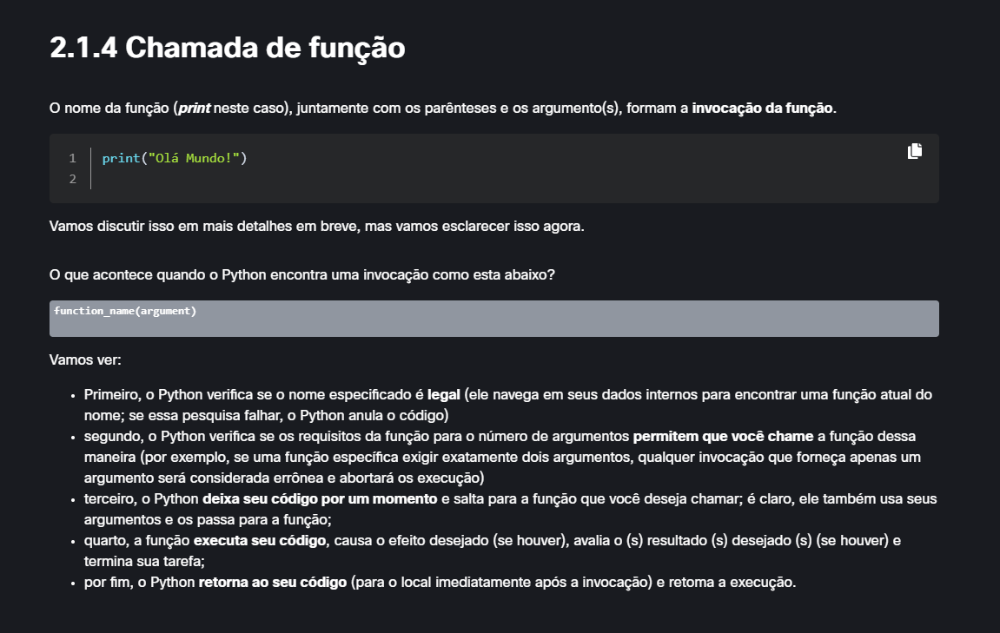 2.1.4 Chamada de função
O nome da função (print neste caso), juntamente com os parênteses e os argumento(s), formam a invocação da função.
1 print("Olá Mundo!")
2
Vamos discutir isso em mais detalhes em breve, mas vamos esclarecer isso agora.
O que acontece quando o Python encontra uma invocação como esta abaixo?
function_name(argument)
Vamos ver:
• Primeiro, o Python verifica se o nome especificado é legal (ele navega em seus dados internos para encontrar uma função atual do
nome; se essa pesquisa falhar, o Python anula o código)
• segundo, o Python verifica se os requisitos da função para o número de argumentos permitem que você chame a função dessa
maneira (por exemplo, se uma função específica exigir exatamente dois argumentos, qualquer invocação que forneça apenas um
argumento será considerada errônea e abortará os execução)
• terceiro, o Python deixa seu código por um momento e salta para a função que você deseja chamar; é claro, ele também usa seus
argumentos e os passa para a função;
• quarto, a função executa seu código, causa o efeito desejado (se houver), avalia o (s) resultado (s) desejado (s) (se houver) e
termina sua tarefa;
• por fim, o Python retorna ao seu código (para o local imediatamente após a invocação) e retoma a execução.